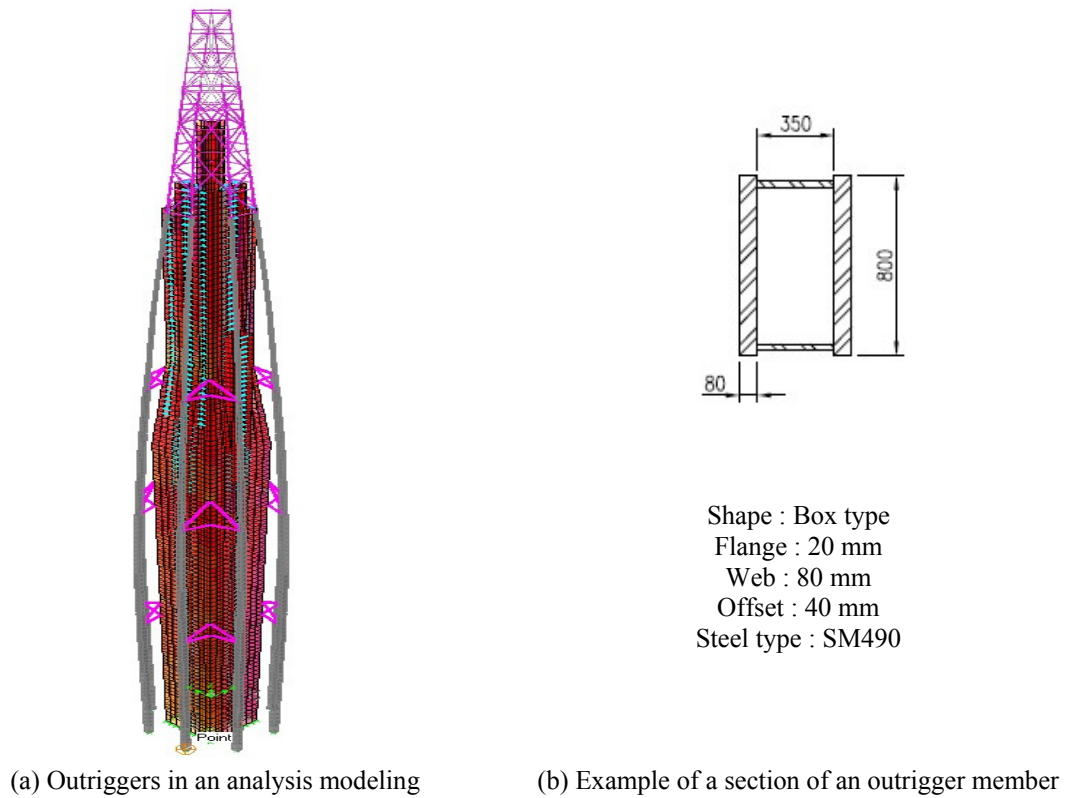 Point
350
800
80
Shape : Box type
Flange : 20 mm
Web : 80 mm
Offset : 40 mm
Steel type : SM490
(a) Outriggers in an analysis modeling
(b) Example of a section of an outrigger member